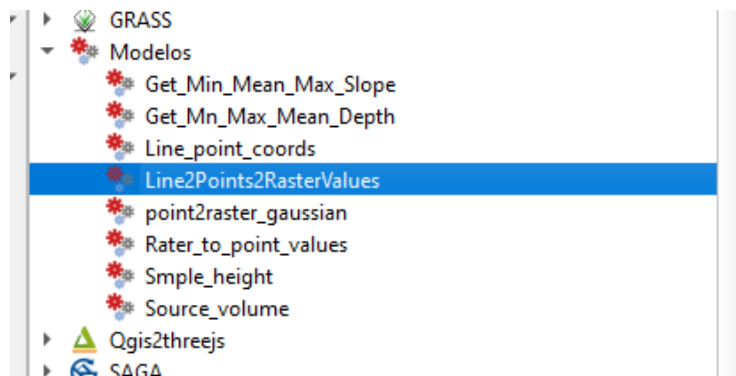 GRASS
Modelos
Get_Min_Mean_Max_Slope
Get_Mn_Max_Mean_Depth
Line_point_coords
Line2Points2RasterValues
point2raster_gaussian
Rater_to_point_values
Smple_height
Source_volume
Qgis2threejs
SAGA